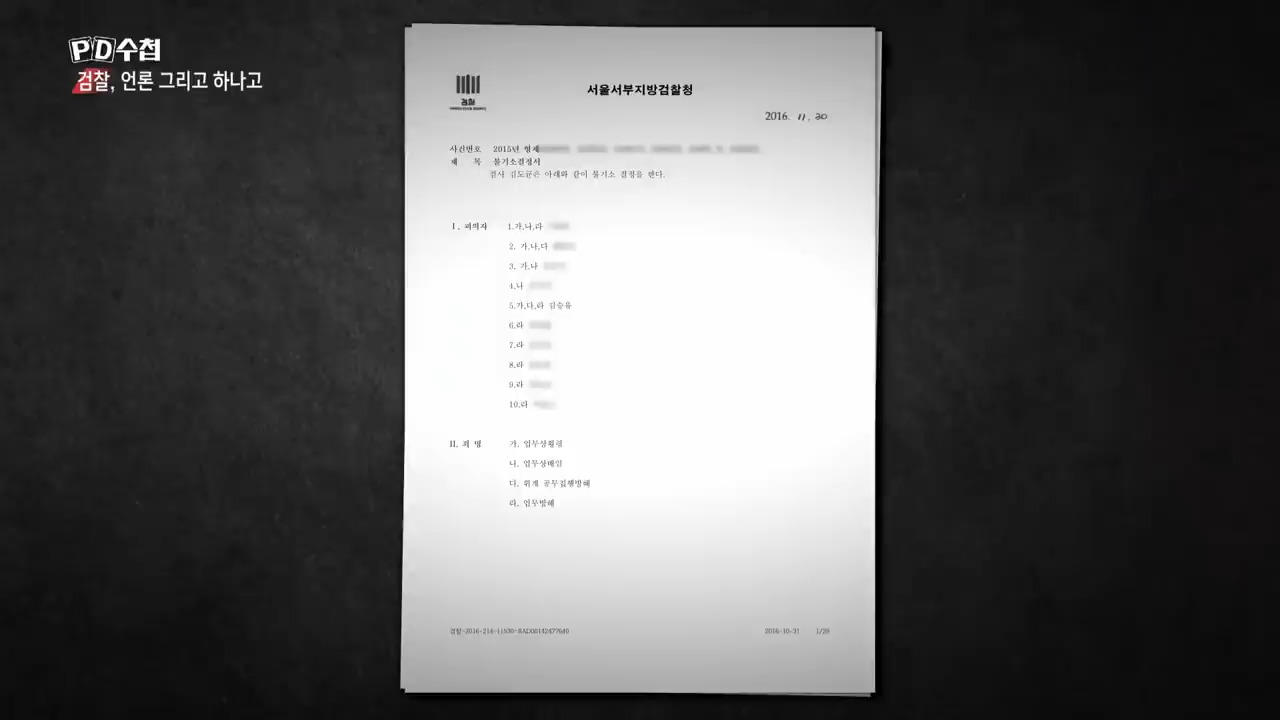 PD수첩
검찰, 언론 그리고 하나고
검찰
서울서부지방검찰청
2016. 11. 30
사건번호 2015년 형제
제 목 불기소결정서
검사 김도균은 아래와 같이 불기소 결정을 한다.
Ⅰ. 피의자 1.가,나,라
2. 가,나,다
3. 가,나
4.나
5.가,다,라 김승유
6.라
7.라
8.라
9.라
10.라
II. 죄 명 가. 업무상횡령
나. 업무상배임
다. 위계 공무집행방해
라. 업무방해
2016-10-31 1/28